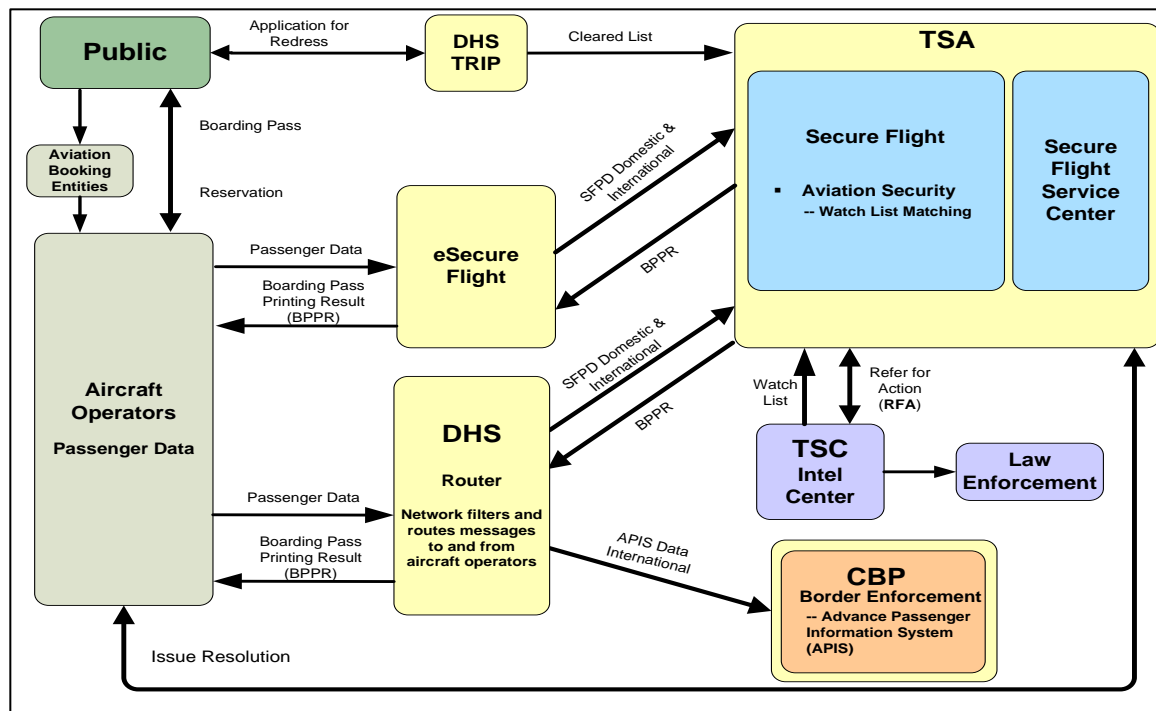 Public
Application for
Redress
DHS
TRIP
Cleared List
TSA
Boarding Pass
Reservation
Aviation
Booking
Entities
Secure Flight
▪ Aviation Security
-- Watch List Matching
Secure
Flight
Service
Center
SFPD Domestic &
International
BPPR
Passenger Data
eSecure
Flight
Boarding Pass
Printing Result
(BPPR)
Aircraft
Operators
Passenger Data
SFPD Domestic &
International
BPPR
DHS
Router
Network filters and
routes messages
to and from
aircraft operators
Passenger Data
Boarding Pass
Printing Result
(BPPR)
Watch
List
Refer for
Action
(RFA)
TSC
Intel
Center
Law
Enforcement
APIS Data
International
CBP
Border Enforcement
-- Advance Passenger
Information System
(APIS)
Issue Resolution